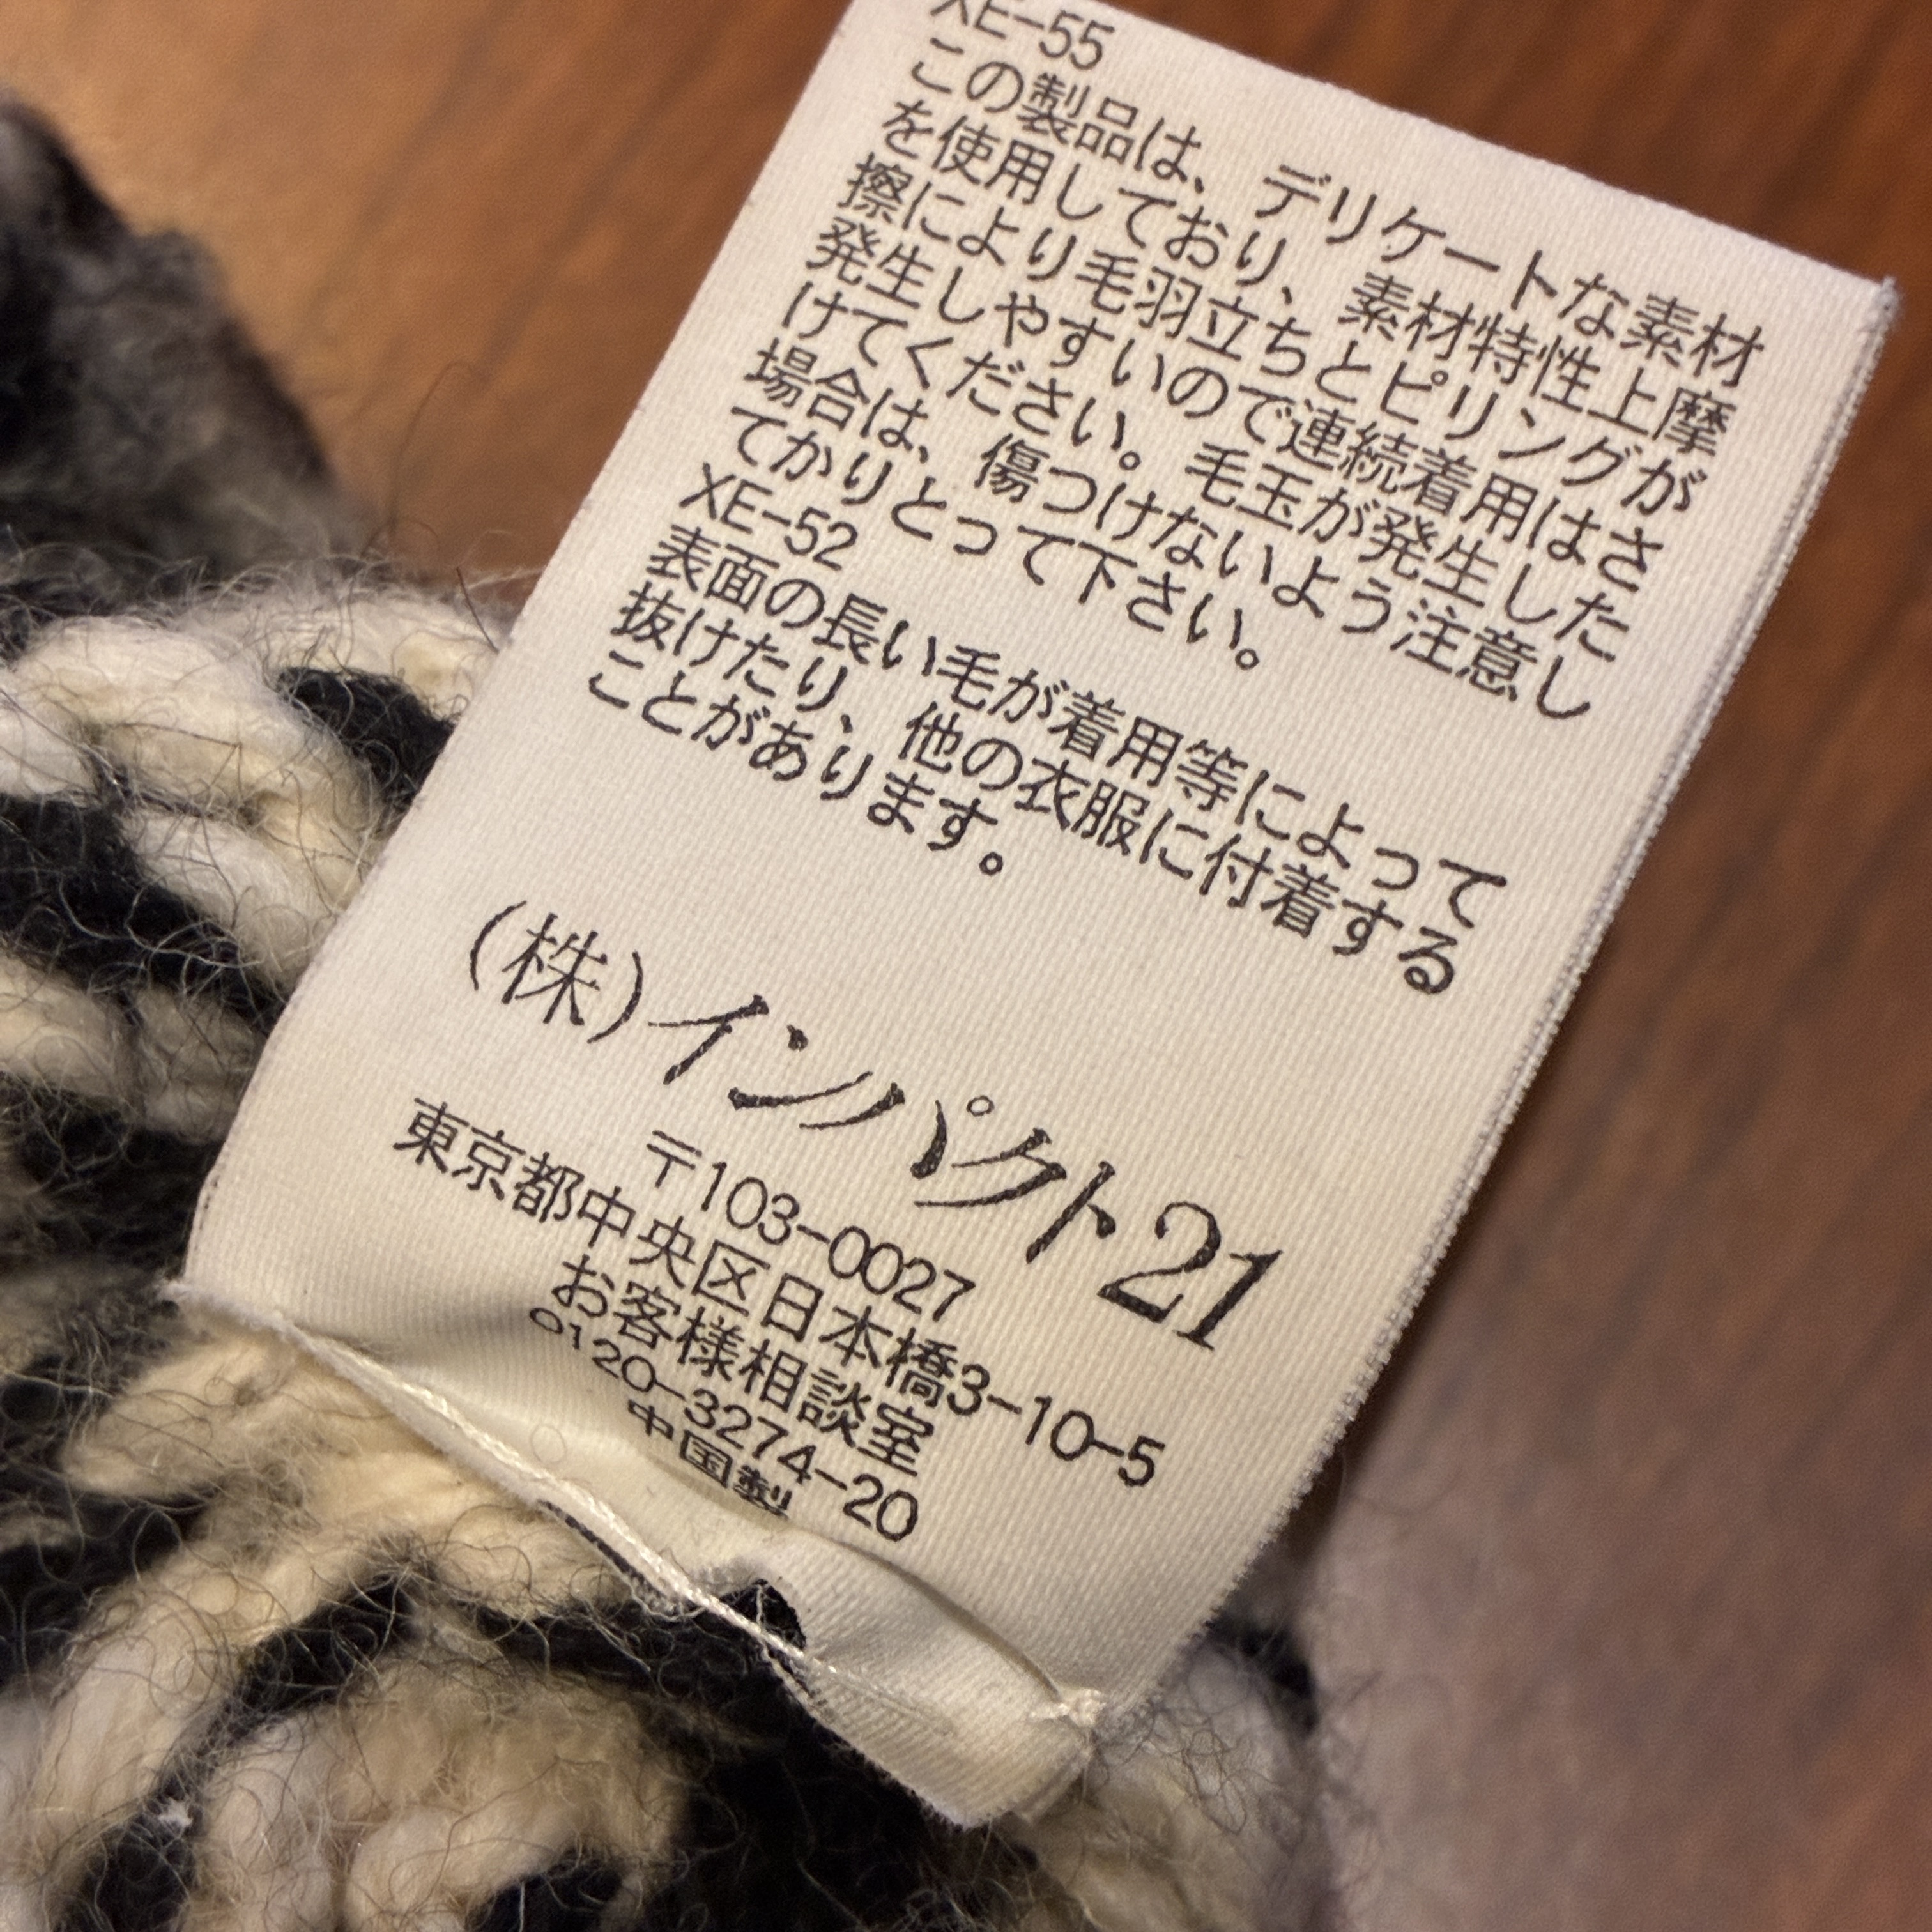 XE-55
この製品は、デリケートな素材
を使用しており、素材特性上摩
擦により毛羽立ちとピリングが
発生しやすいので連続着用はさ
けてください。毛玉が発生した
場合は、傷つけないよう注意し
てかりとって下さい。
XE-52
表面の長い毛が着用等によって
抜けたり、他の衣服に付着する
ことがあります。
(株)インパクト21
〒103-0027
東京都中央区日本橋3-10-5
お客様相談室
0120-3274-20
中国製